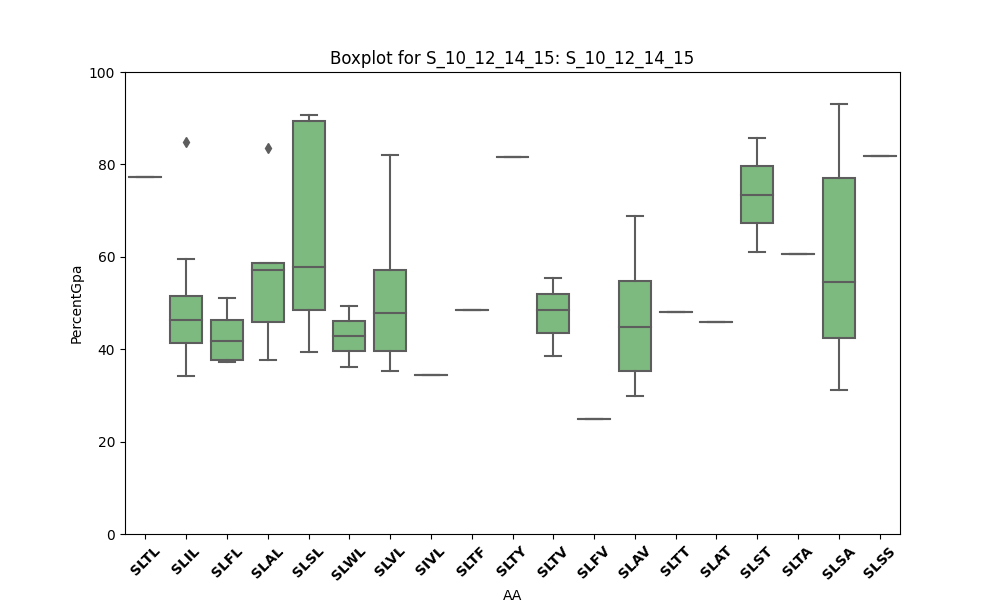 Boxplot for S_10_12_14_15: S_10_12_14_15
PercentGpa
100
80
60
40
20
0
SLTL SLIL SLFL SLAL SLSL SLWL SLVL SIVL SLTF SLTY SLTV SLFV SLAV SLTT SLAT SLST SLTA SLSA SLSS
AA